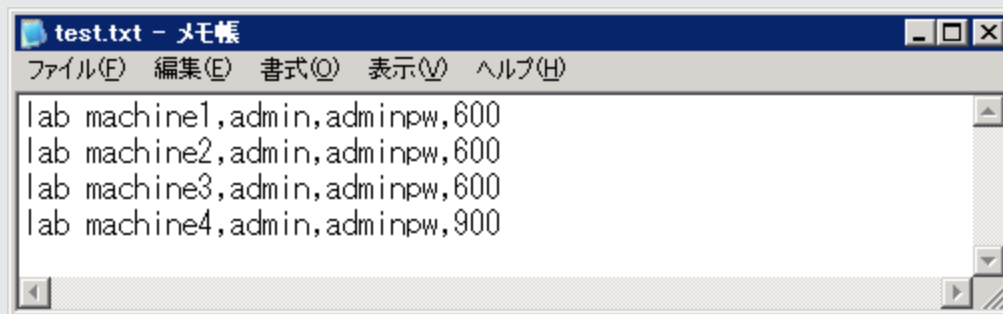 test.txt - メモ帳
ファイル(F) 編集(E) 書式(O) 表示(V) ヘルプ(H)
lab machine1,admin,adminpw,600
lab machine2,admin,adminpw,600
lab machine3,admin,adminpw,600
lab machine4,admin,adminpw,900